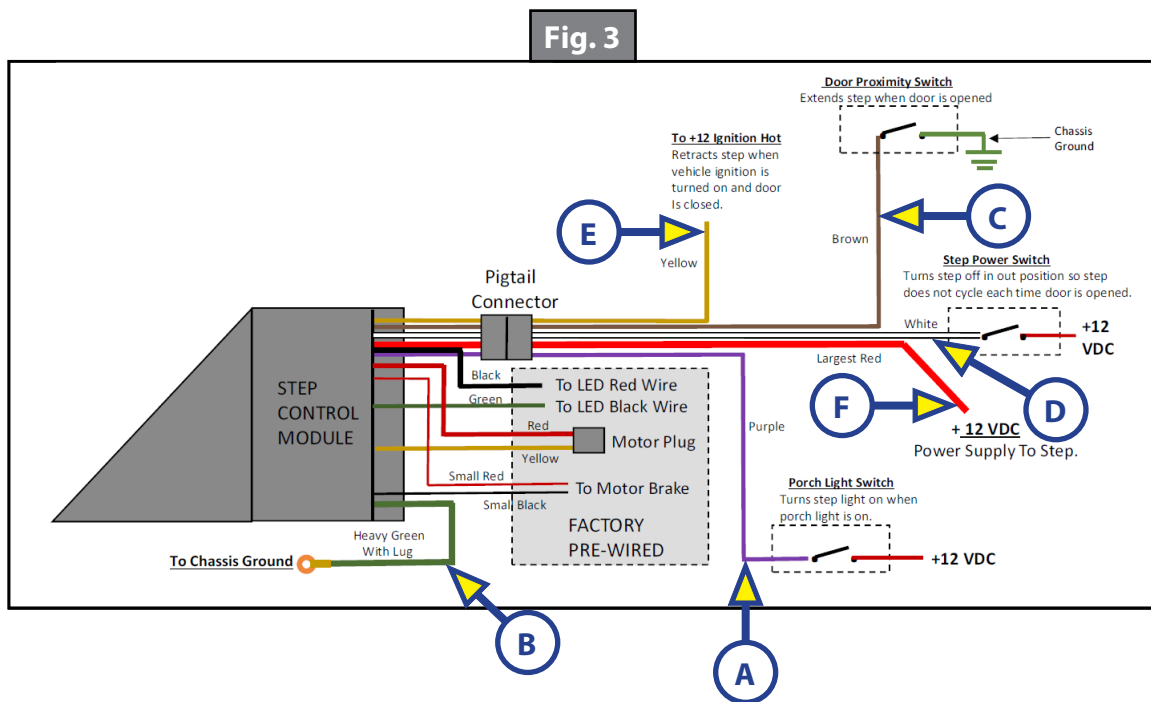 Fig. 3
Door Proximity Switch
Extends step when door is opened
Chassis
Ground
To +12 Ignition Hot
Retracts step when
vehicle ignition is
turned on and door
Is closed.
E
C
Brown
Yellow
Step Power Switch
Turns step off in out position so step
does not cycle each time door is opened.
Pigtail
Connector
White
+12
VDC
Largest Red
STEP
CONTROL
MODULE
Black
To LED Red Wire
Green
To LED Black Wire
F
D
Red
Motor Plug
Yellow
Purple
+ 12 VDC
Power Supply To Step.
Small Red
To Motor Brake
Small Black
Porch Light Switch
Turns step light on when
porch light is on.
FACTORY
PRE-WIRED
Heavy Green
With Lug
To Chassis Ground
+12 VDC
B
A